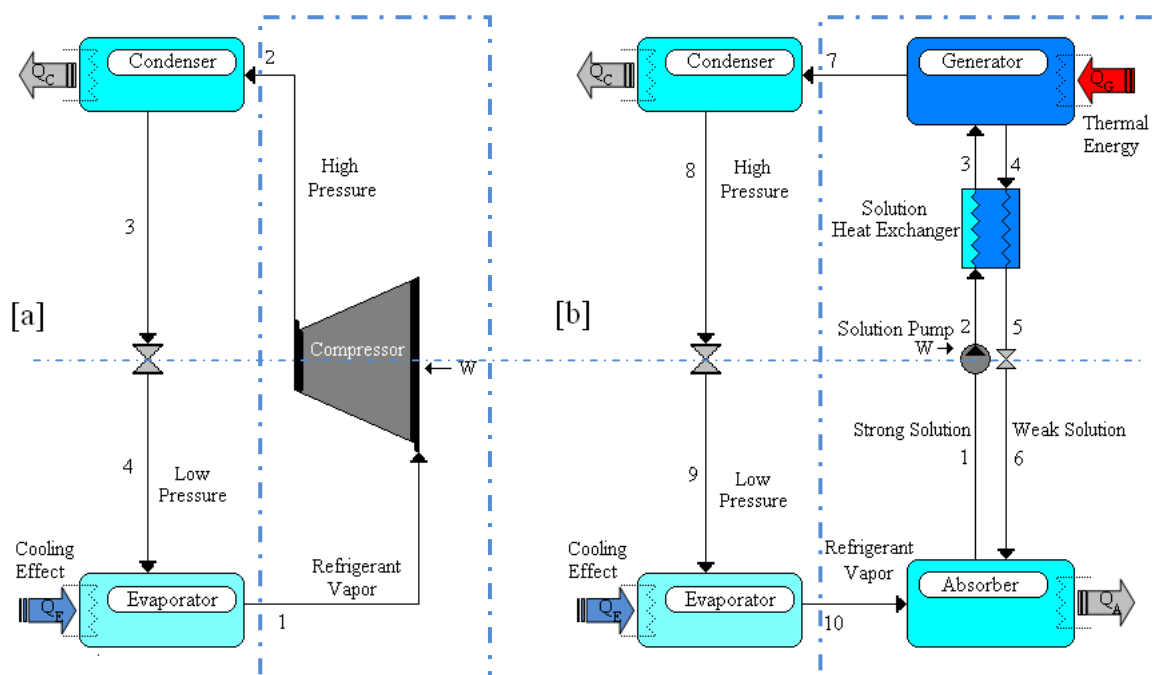 [a]
Condenser
Q_C
2
High
Pressure
3
Compressor
W
4
Low
Pressure
Cooling
Effect
Q_E
Evaporator
Refrigerant
Vapor
1
[b]
Condenser
Q_C
7
Generator
Q_G
Thermal
Energy
8
High
Pressure
3
4
Solution
Heat Exchanger
Solution Pump
W
2
5
Strong Solution
Weak Solution
1
6
9
Low
Pressure
Cooling
Effect
Q_E
Evaporator
Refrigerant
Vapor
10
Absorber
Q_A